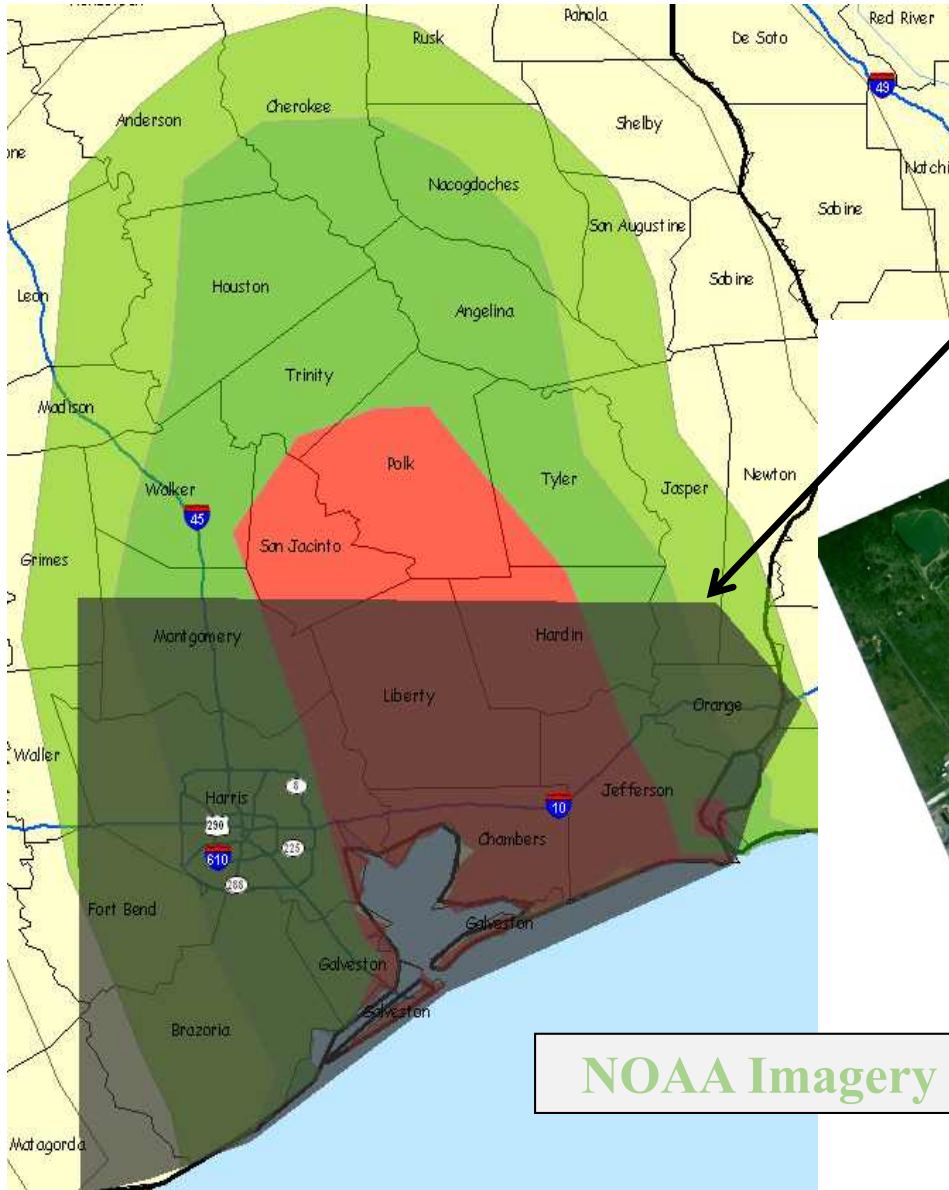 Panola
Red River
De Soto
Rusk
49
Cherokee
Anderson
Shelby
Natchi
Nacogdoches
Sabine
San Augustine
Sabine
Houston
Leon
Angelina
Trinity
Madison
Polk
Newton
Walker
Tyler
Jasper
45
San Jacinto
Grimes
Montgomery
Hardin
Liberty
Orange
Waller
8
Harris
Jefferson
10
290
Chambers
225
610
288
Fort Bend
Galveston
Galveston
Galveston
Brazoria
NOAA Imagery
Matagorda